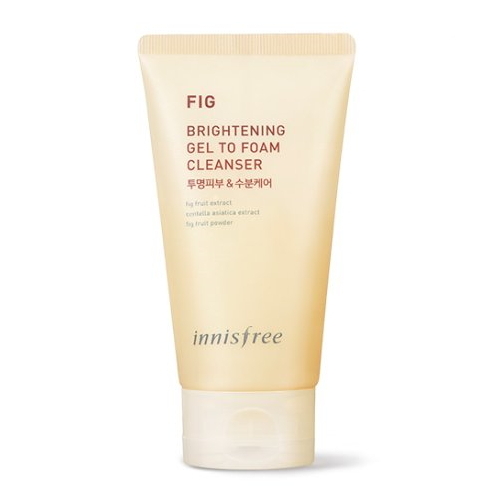 FIG
BRIGHTENING
GEL TO FOAM
CLEANSER
투명피부 & 수분케어
fig fruit extract
centella asiatica extract
fig fruit powder
innisfree